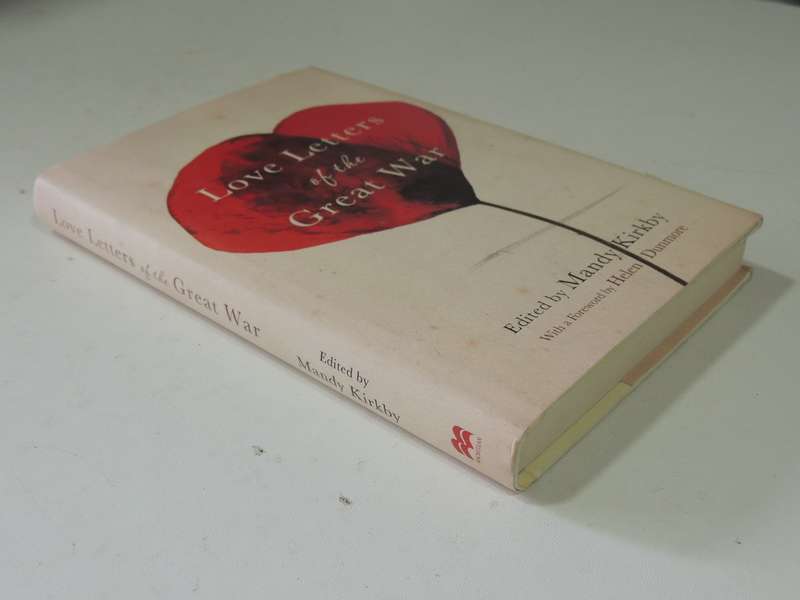 Love Letters
of the
Great War
Edited by Mandy Kirkby
With a Foreword by Helen Dunmore
Love Letters of the Great War
Edited by
Mandy Kirkby